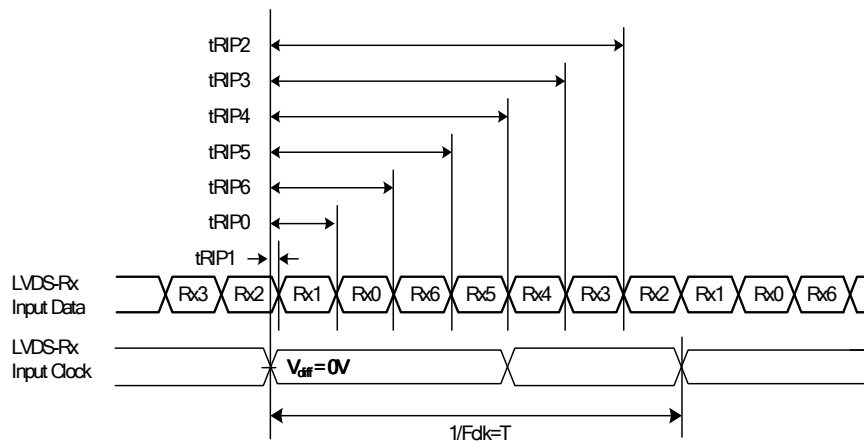 tRIP2
tRIP3
tRIP4
tRIP5
tRIP6
tRIP0
tRIP1
LVDS-Rx
Input Data
Rx3 Rx2 Rx1 Rx0 Rx6 Rx5 Rx4 Rx3 Rx2 Rx1 Rx0 Rx6
LVDS-Rx
Input Clock
Vdiff = 0V
1/Fclk=T